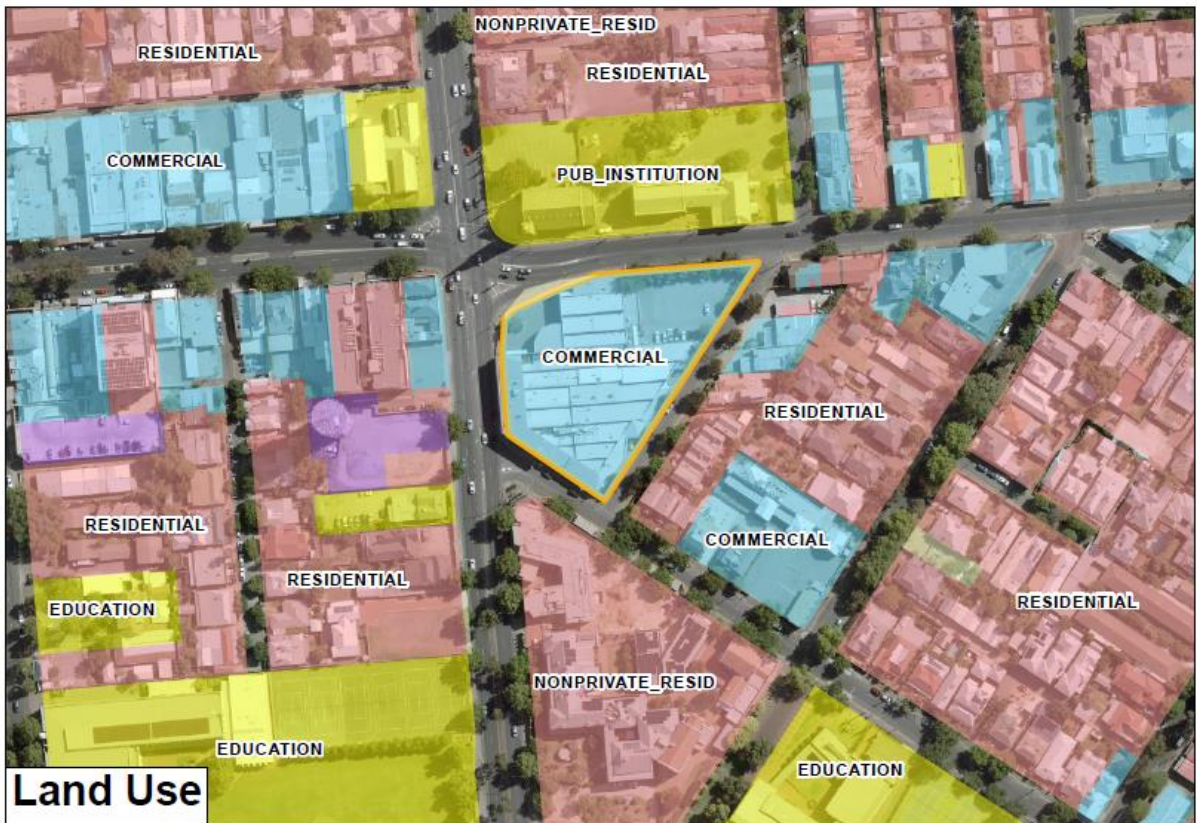 NONPRIVATE_RESID
RESIDENTIAL
RESIDENTIAL
COMMERCIAL
PUB_INSTITUTION
COMMERCIAL
RESIDENTIAL
RESIDENTIAL
COMMERCIAL
RESIDENTIAL
EDUCATION
RESIDENTIAL
NONPRIVATE_RESID
EDUCATION
EDUCATION
Land Use